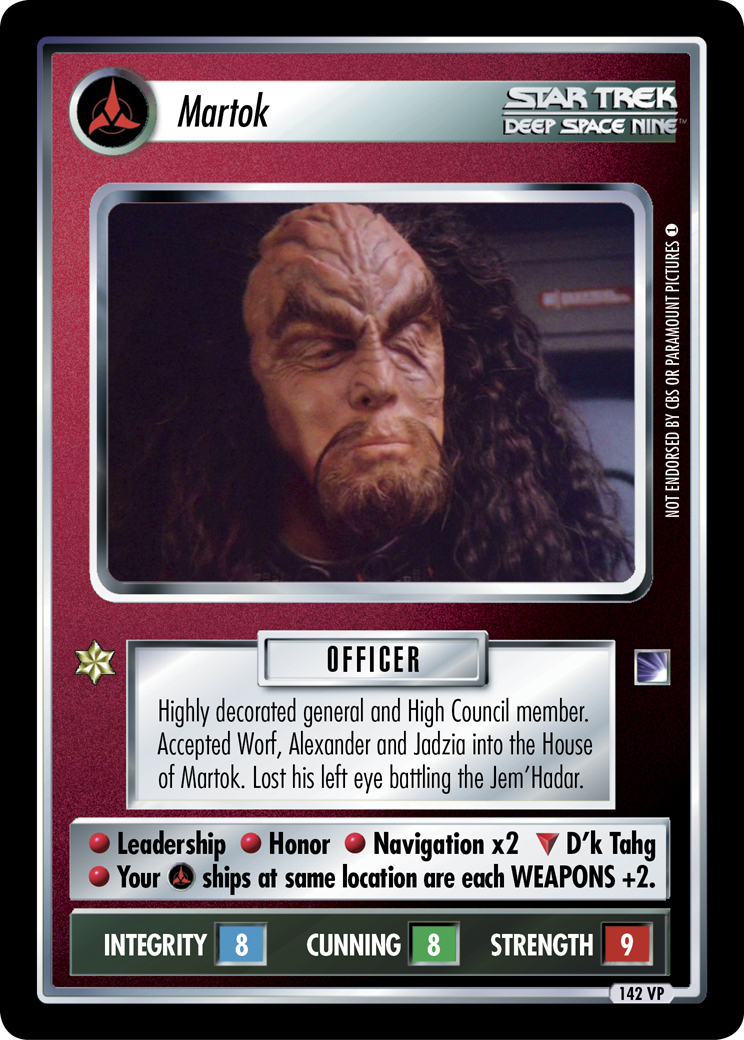 Martok
STAR TREK
DEEP SPACE NINE™
NOT ENDORSED BY CBS OR PARAMOUNT PICTURES 1
OFFICER
Highly decorated general and High Council member.
Accepted Worf, Alexander and Jadzia into the House
of Martok. Lost his left eye battling the Jem'Hadar.
Leadership Honor Navigation x2 D'k Tahg
Your ships at same location are each WEAPONS +2.
INTEGRITY 8 CUNNING 8 STRENGTH 9
142 VP